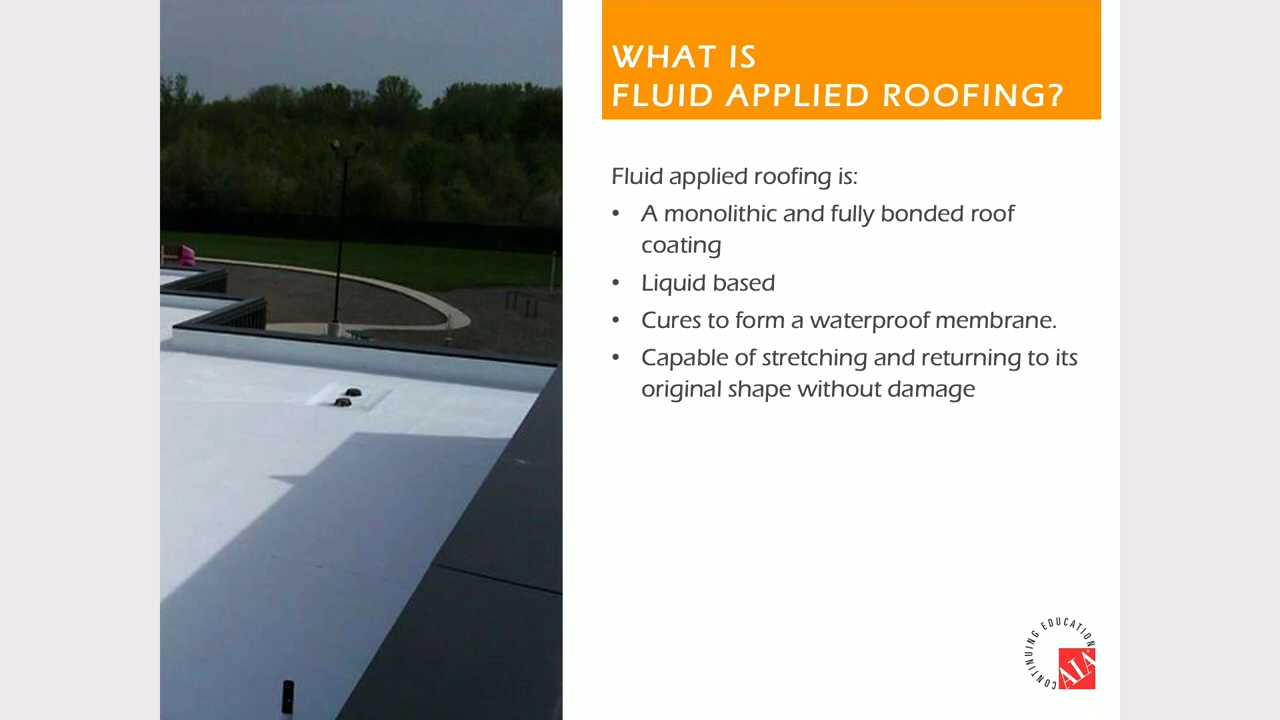 WHAT IS
FLUID APPLIED ROOFING?
Fluid applied roofing is:
• A monolithic and fully bonded roof
coating
• Liquid based
• Cures to form a waterproof membrane.
• Capable of stretching and returning to its
original shape without damage
CONTINUING EDUCATION
AIA